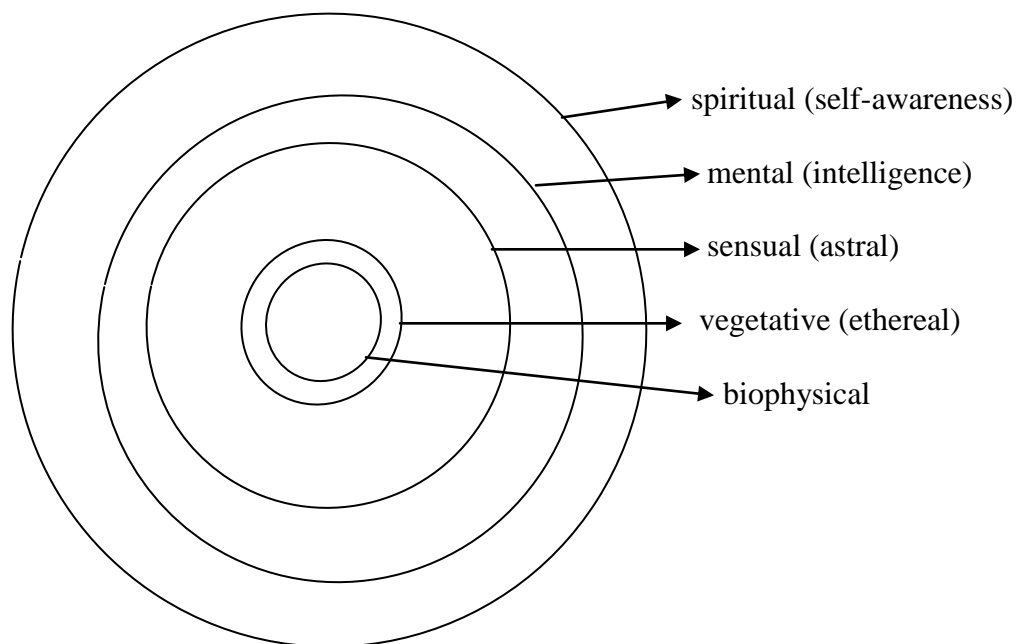 spiritual (self-awareness)
mental (intelligence)
sensual (astral)
vegetative (ethereal)
biophysical